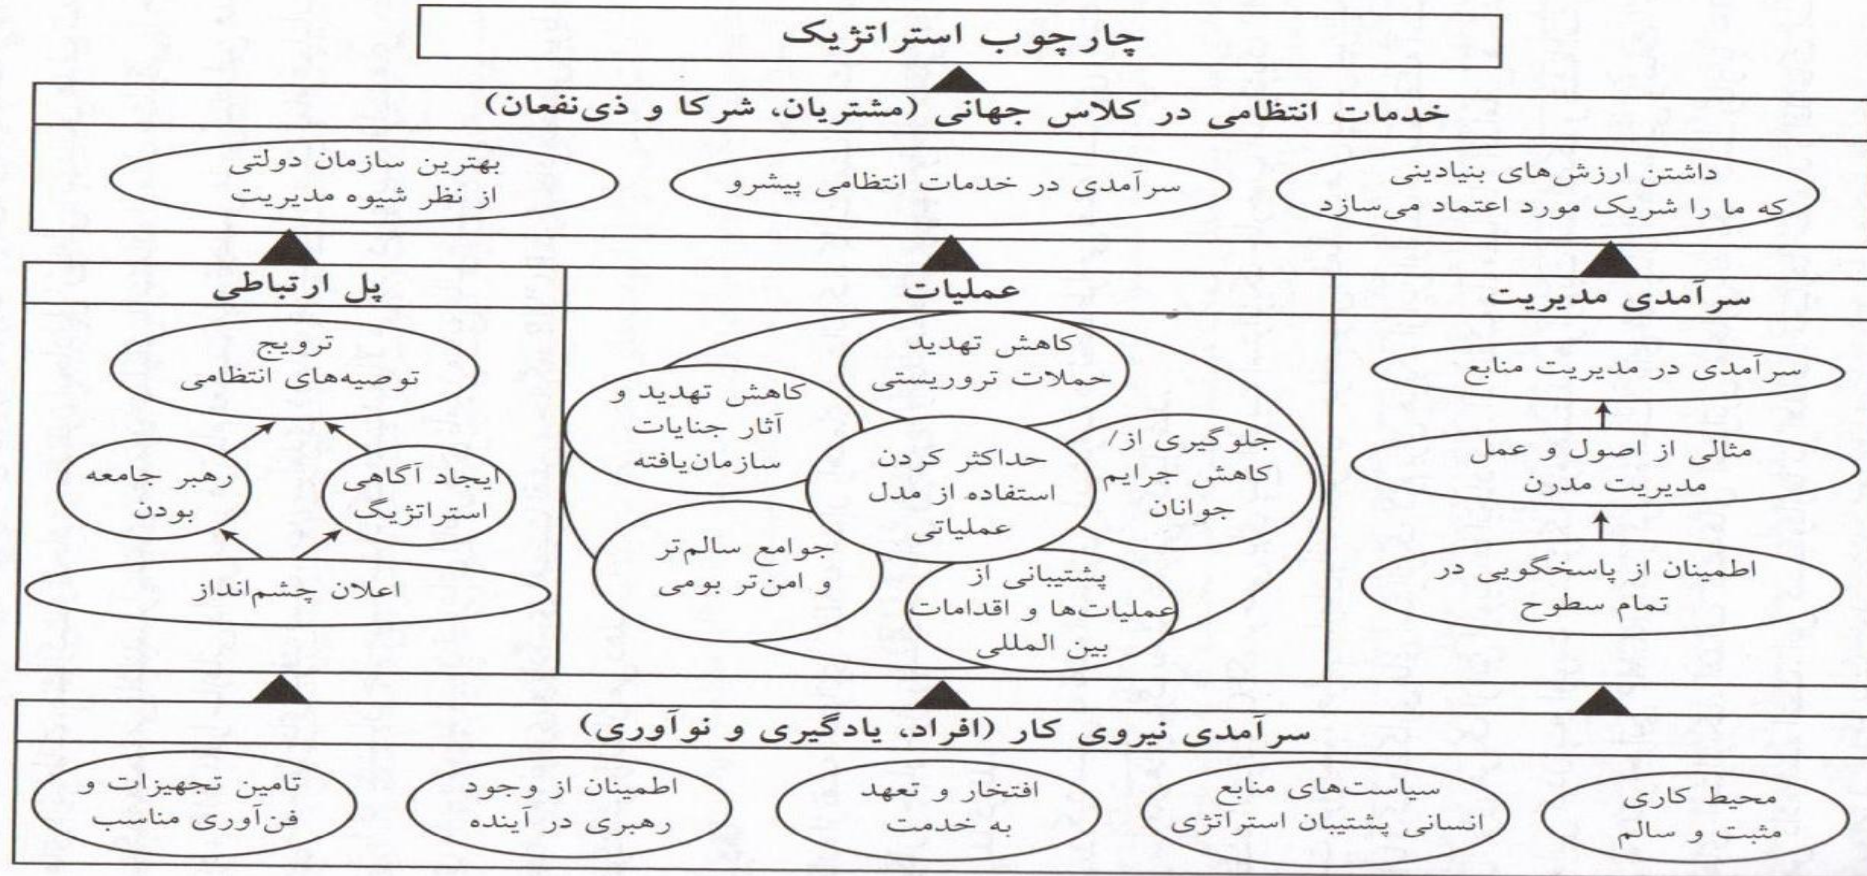 چارچوب استراتژیک
خدمات انتظامی در کلاس جهانی (مشتریان، شرکا و ذی‌نفعان)
داشتن ارزش‌های بنیادینی
که ما را شریک مورد اعتماد می‌سازد
سرآمدی در خدمات انتظامی پیشرو
بهترین سازمان دولتی
از نظر شیوه مدیریت
سرآمدی مدیریت
سرآمدی در مدیریت منابع
مثالی از اصول و عمل
مدیریت مدرن
اطمینان از پاسخگویی در
تمام سطوح
عملیات
کاهش تهدید
حملات تروریستی
جلوگیری از/
کاهش جرایم
جوانان
حداکثر کردن
استفاده از مدل
عملیاتی
کاهش تهدید و
آثار جنایات
سازمان‌یافته
جوامع سالم‌تر
و امن‌تر بومی
پشتیبانی از
عملیات‌ها و اقدامات
بین المللی
پل ارتباطی
ترویج
توصیه‌های انتظامی
ایجاد آگاهی
استراتژیگ
رهبر جامعه
بودن
اعلان چشم‌انداز
سرآمدی نیروی کار (افراد، یادگیری و نوآوری)
محیط کاری
مثبت و سالم
سیاست‌های منابع
انسانی پشتیبان استراتژی
افتخار و تعهد
به خدمت
اطمینان از وجود
رهبری در آینده
تامین تجهیزات و
فن‌آوری مناسب